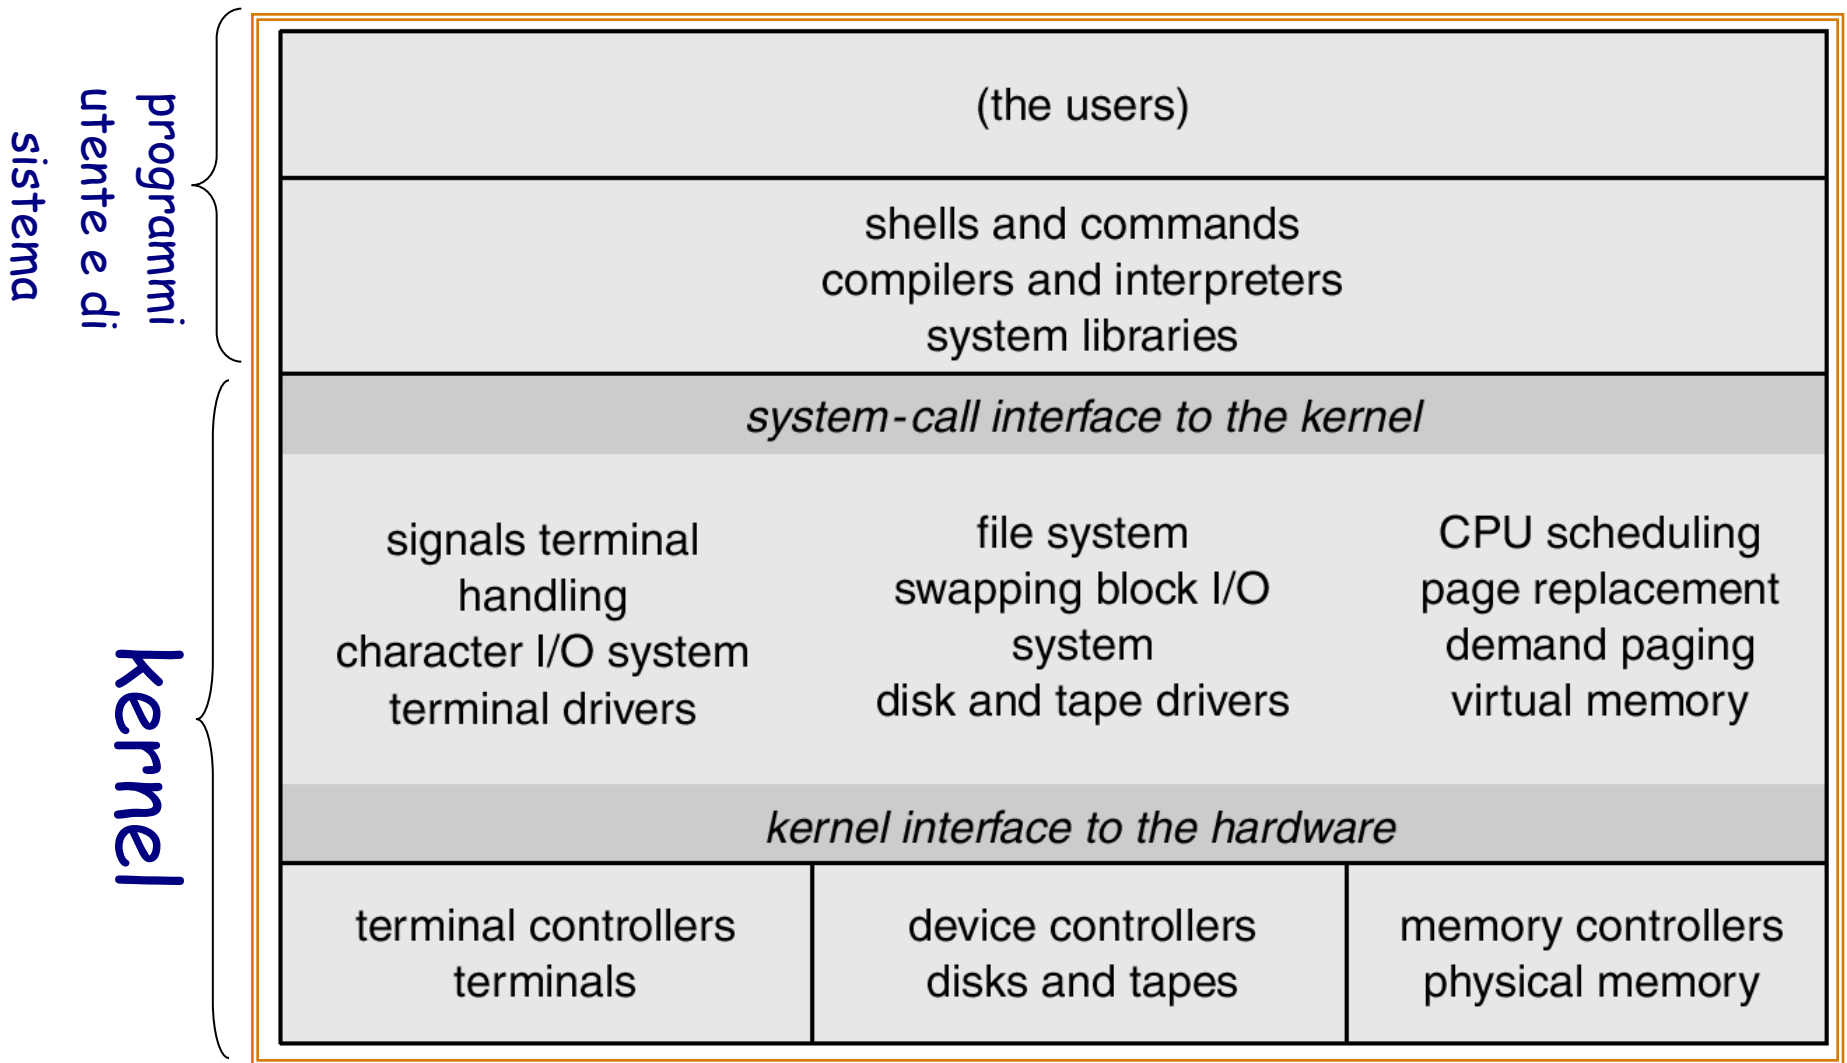 programmi
utente e di
sistema
(the users)
shells and commands
compilers and interpreters
system libraries
kernel
system-call interface to the kernel
signals terminal
handling
character I/O system
terminal drivers
file system
swapping block I/O
system
disk and tape drivers
CPU scheduling
page replacement
demand paging
virtual memory
kernel interface to the hardware
terminal controllers
terminals
device controllers
disks and tapes
memory controllers
physical memory